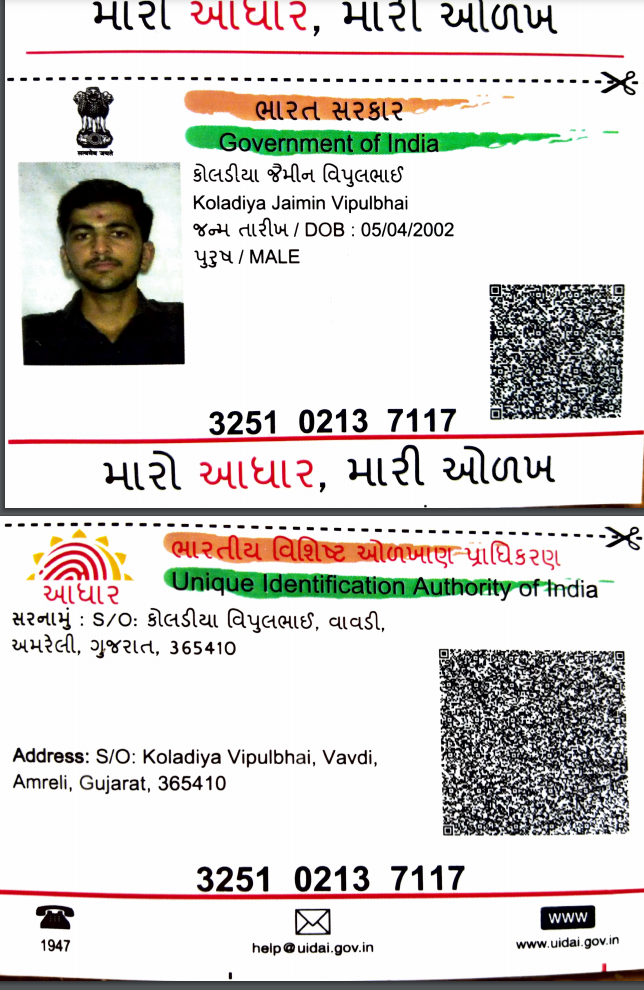 મારો આધાર, મારી ઓળખ
ભારત સરકાર
Government of India
सत्यमेव जयते
કોલડીયા જૈમીન વિપુલભાઈ
Koladiya Jaimin Vipulbhai
જન્મ તારીખ / DOB : 05/04/2002
પુરુષ / MALE
3251 0213 7117
મારો આધાર, મારી ઓળખ
ભારતીય વિશિષ્ટ ઓળખાણ પ્રાધિકરણ
Unique Identification Authority of India
આધાર
સરનામું : S/O: કોલડીયા વિપુલભાઈ, વાવડી,
અમરેલી, ગુજરાત, 365410
Address: S/O: Koladiya Vipulbhai, Vavdi,
Amreli, Gujarat, 365410
3251 0213 7117
WWW
1947
help@uidai.gov.in
www.uidai.gov.in